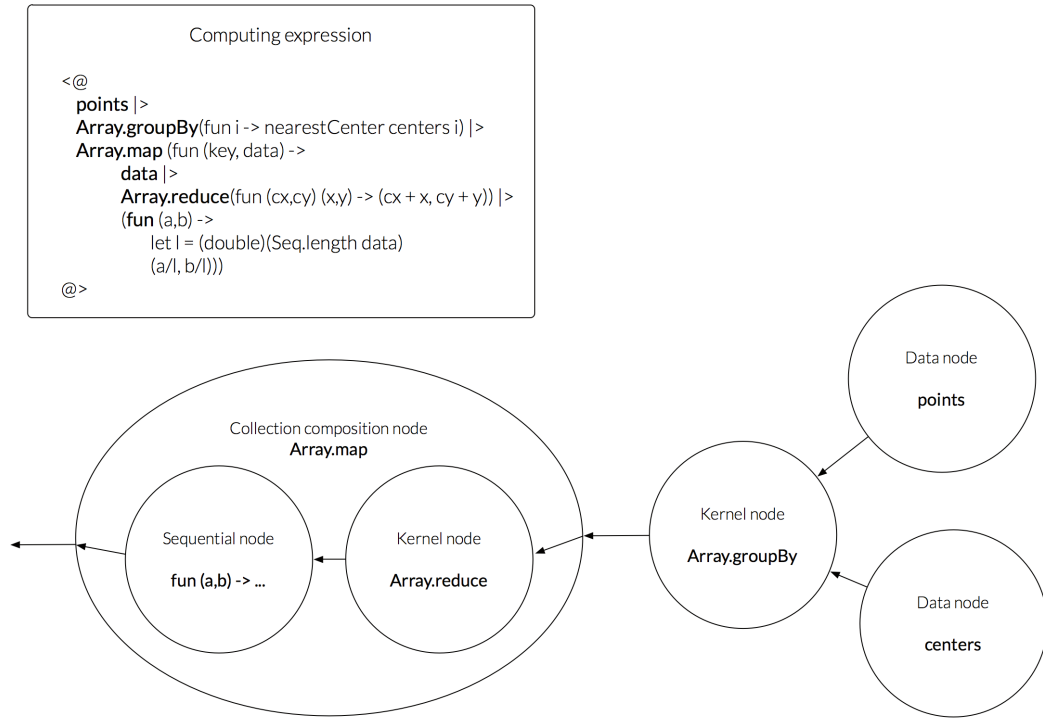 Computing expression
<@
points |>
Array.groupBy(fun i -> nearestCenter centers i) |>
Array.map (fun (key, data) ->
data |>
Array.reduce(fun (cx,cy) (x,y) -> (cx + x, cy + y)) |>
(fun (a,b) ->
let l = (double)(Seq.length data)
(a/l, b/l)))
@>
Data node
points
Collection composition node
Array.map
Kernel node
Array.groupBy
Sequential node
fun (a,b) -> ...
Kernel node
Array.reduce
Data node
centers